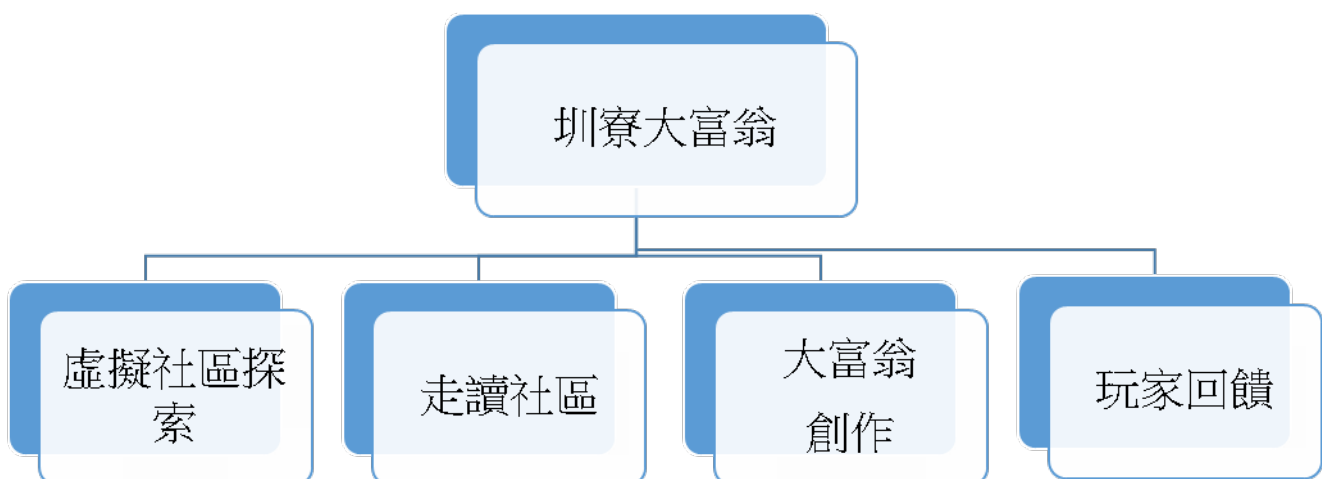 圳寮大富翁
虛擬社區探
索
走讀社區
大富翁
創作
玩家回饋